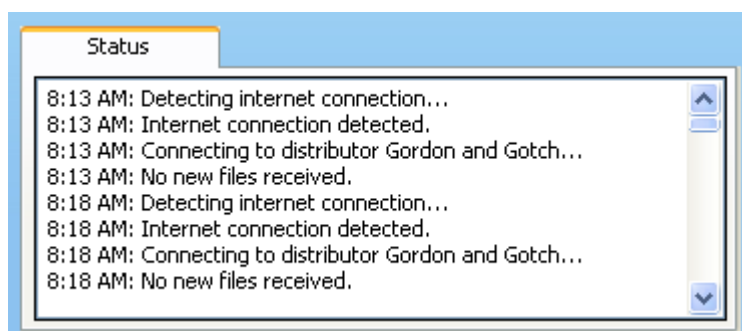 Status
8:13 AM: Detecting internet connection...
8:13 AM: Internet connection detected.
8:13 AM: Connecting to distributor Gordon and Gotch...
8:13 AM: No new files received.
8:18 AM: Detecting internet connection...
8:18 AM: Internet connection detected.
8:18 AM: Connecting to distributor Gordon and Gotch...
8:18 AM: No new files received.